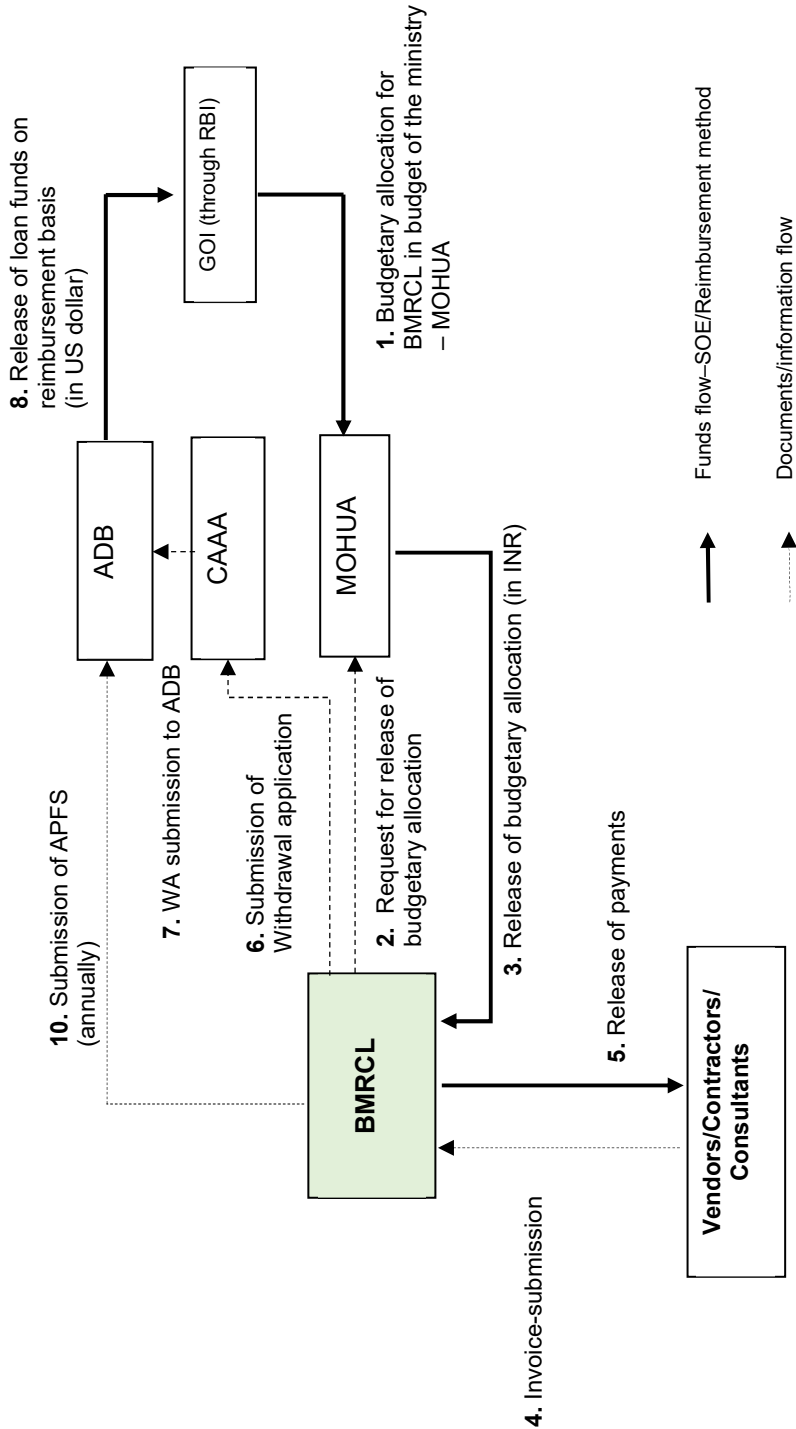 10. Submission of APFS
(annually)
8. Release of loan funds on
reimbursement basis
(in US dollar)
ADB
7. WA submission to ADB
CAAA
GOI (through RBI)
6. Submission of
Withdrawal application
BMRCL
2. Request for release of
budgetary allocation
MOHUA
1. Budgetary allocation for
BMRCL in budget of the ministry
– MOHUA
3. Release of budgetary allocation (in INR)
4. Invoice-submission
5. Release of payments
Vendors/Contractors/
Consultants
Funds flow–SOE/Reimbursement method
Documents/information flow